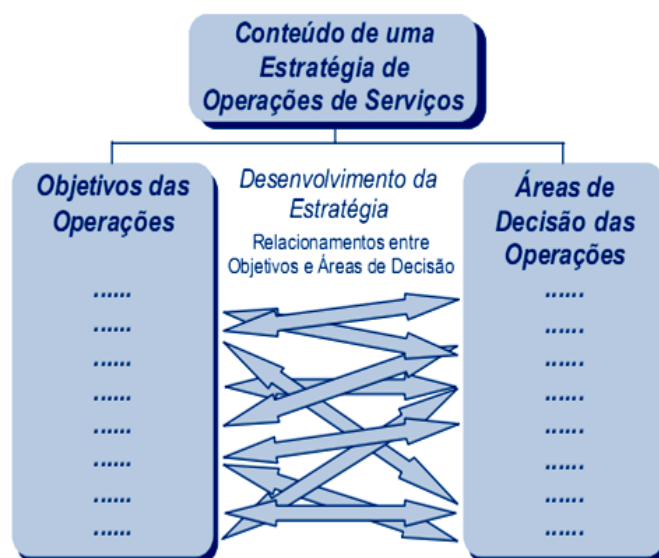 Conteúdo de uma
Estratégia de
Operações de Serviços
Objetivos das
Operações
......
......
......
......
......
......
......
......
Desenvolvimento da
Estratégia
Relacionamentos entre
Objetivos e Áreas de Decisão
Áreas de
Decisão das
Operações
......
......
......
......
......
......
......
......